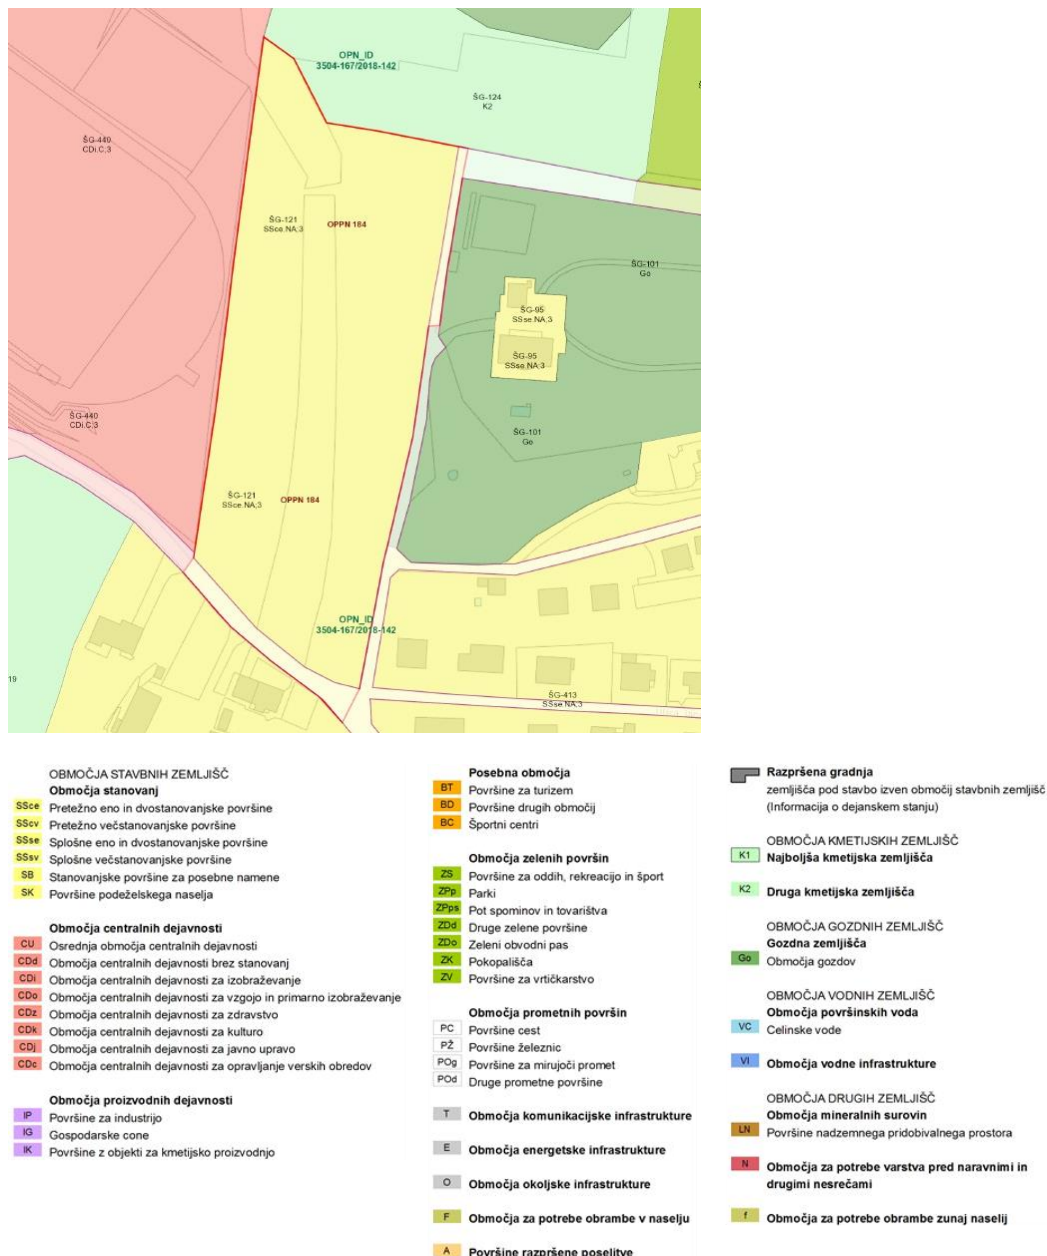 OPN_ID
3504-167/2018-142
ŠG-124
K2
ŠG-440
CDi.C;3
ŠG-121
SSce.NA;3
OPPN 184
ŠG-101
Go
ŠG-95
SSse.NA;3
ŠG-95
SSse.NA;3
ŠG-440
CDi.C;3
ŠG-101
Go
ŠG-121
SSce.NA;3
OPPN 184
OPN_ID
3504-167/2018-142
19
ŠG-413
SSse.NA;3
OBMOČJA STAVBNIH ZEMLJIŠČ
Območja stanovanj
SSce Pretežno eno in dvostanovanjske površine
SScv Pretežno večstanovanjske površine
SSse Splošne eno in dvostanovanjske površine
SSsv Splošne večstanovanjske površine
SB Stanovanjske površine za posebne namene
SK Površine podeželskega naselja
Območja centralnih dejavnosti
CU Osrednja območja centralnih dejavnosti
CDd Območja centralnih dejavnosti brez stanovanj
CDi Območja centralnih dejavnosti za izobraževanje
CDo Območja centralnih dejavnosti za vzgojo in primarno izobraževanje
CDz Območja centralnih dejavnosti za zdravstvo
CDk Območja centralnih dejavnosti za kulturo
CDj Območja centralnih dejavnosti za javno upravo
CDc Območja centralnih dejavnosti za opravljanje verskih obredov
Območja proizvodnih dejavnosti
IP Površine za industrijo
IG Gospodarske cone
IK Površine z objekti za kmetijsko proizvodnjo
Posebna območja
BT Površine za turizem
BD Površine drugih območij
BC Športni centri
Območja zelenih površin
ZS Površine za oddih, rekreacijo in šport
ZPp Parki
ZPps Pot spominov in tovarištva
ZDd Druge zelene površine
ZDo Zeleni obvodni pas
ZK Pokopališča
ZV Površine za vrtičkarstvo
Območja prometnih površin
PC Površine cest
PŽ Površine železnic
POg Površine za mirujoči promet
POd Druge prometne površine
T Območja komunikacijske infrastrukture
E Območja energetske infrastrukture
O Območja okoljske infrastrukture
F Območja za potrebe obrambe v naselju
A Površine razpršene poselitve
Razpršena gradnja
zemljišča pod stavbo izven območij stavbnih zemljišč
(Informacija o dejanskem stanju)
OBMOČJA KMETIJSKIH ZEMLJIŠČ
K1 Najboljša kmetijska zemljišča
K2 Druga kmetijska zemljišča
OBMOČJA GOZDNIH ZEMLJIŠČ
Gozdna zemljišča
Go Območja gozdov
OBMOČJA VODNIH ZEMLJIŠČ
Območja površinskih voda
VC Celinske vode
VI Območja vodne infrastrukture
OBMOČJA DRUGIH ZEMLJIŠČ
Območja mineralnih surovin
LN Površine nadzemnega pridobivalnega prostora
N Območja za potrebe varstva pred naravnimi in
drugimi nesrečami
f Območja za potrebe obrambe zunaj naselij